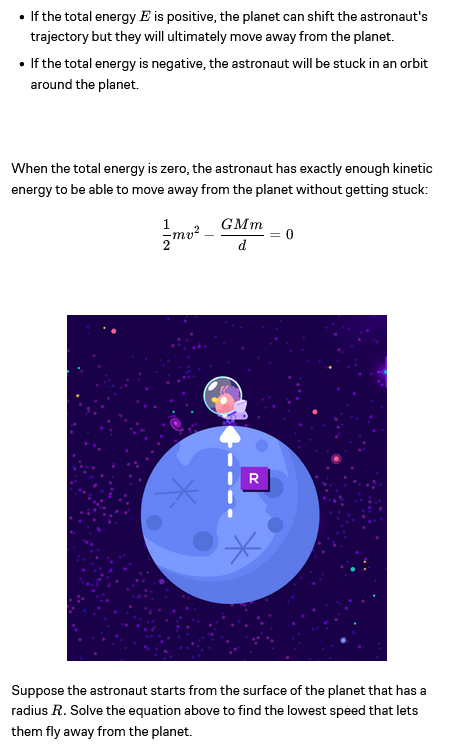 • If the total energy E is positive, the planet can shift the astronaut's
trajectory but they will ultimately move away from the planet.
• If the total energy is negative, the astronaut will be stuck in an orbit
around the planet.
When the total energy is zero, the astronaut has exactly enough kinetic
energy to be able to move away from the planet without getting stuck:
1/2 mv² − GMm/d = 0
R
Suppose the astronaut starts from the surface of the planet that has a
radius R. Solve the equation above to find the lowest speed that lets
them fly away from the planet.